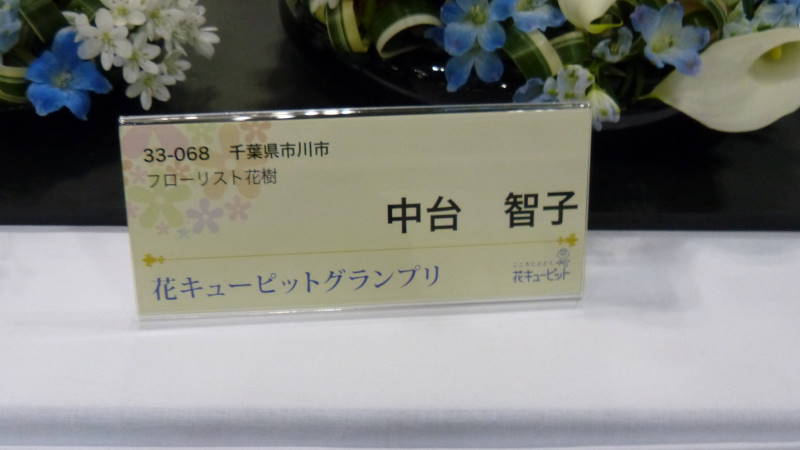 33-068 千葉県市川市
フローリスト花樹
中台 智子
花キューピットグランプリ
花キューピット